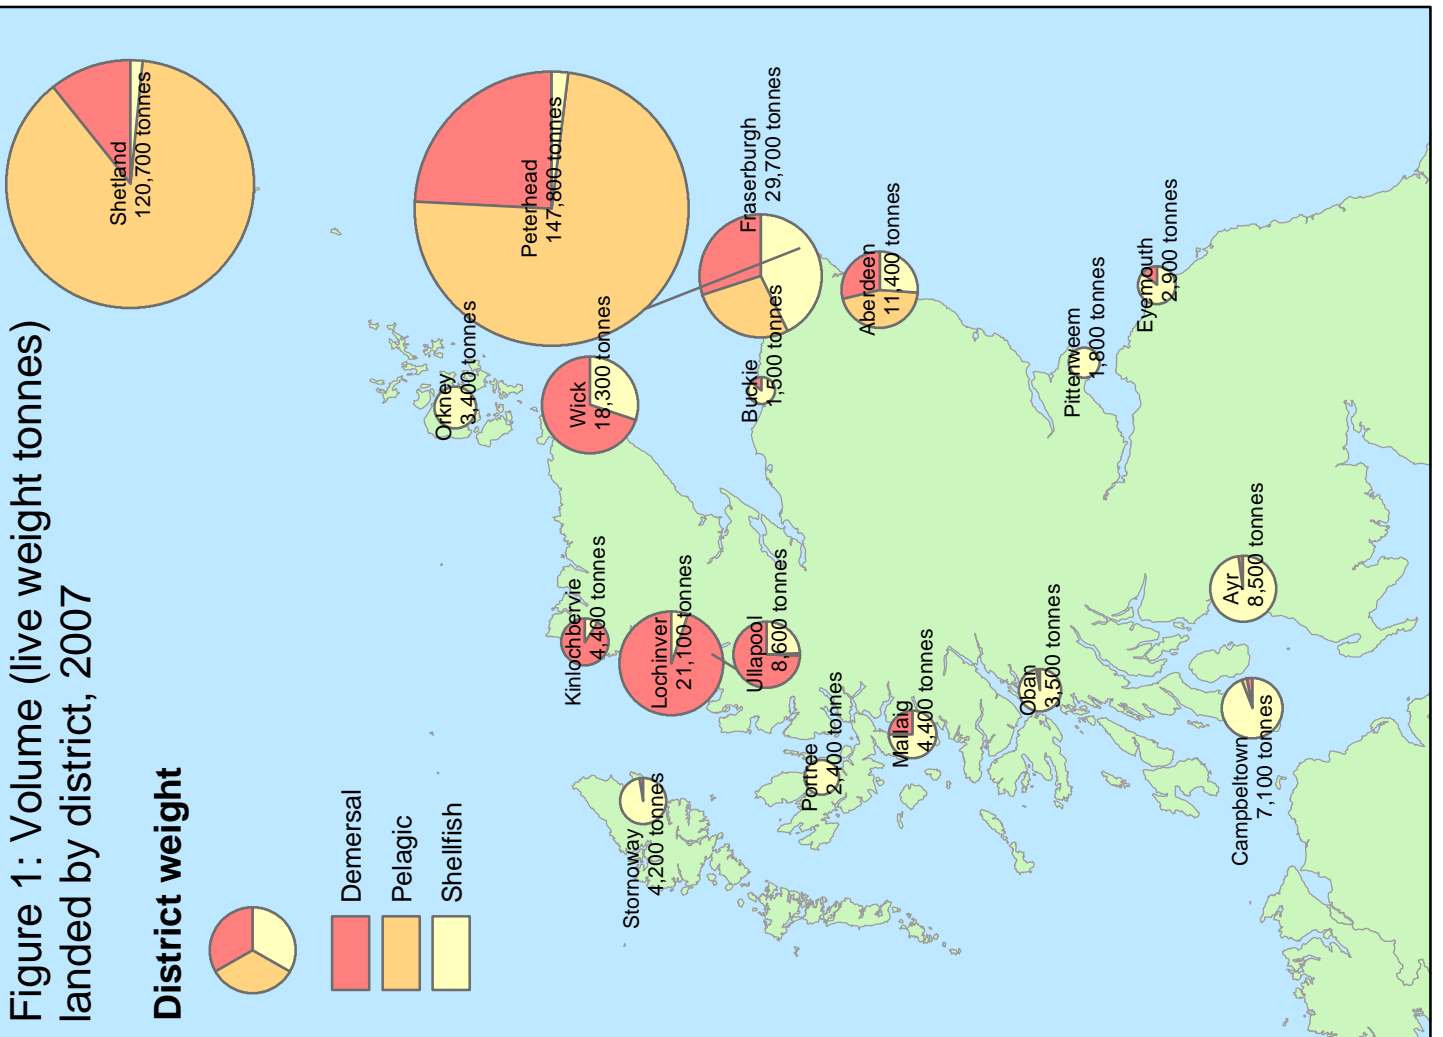 Figure 1: Volume (live weight tonnes)
landed by district, 2007
District weight
Demersal
Pelagic
Shellfish
Shetland
120,700 tonnes
Orkney
3,400 tonnes
Peterhead
147,800 tonnes
Wick
18,300 tonnes
Kinlochbervie
4,400 tonnes
Stornoway
4,200 tonnes
Lochinver
21,100 tonnes
Fraserburgh
29,700 tonnes
Buckie
1,500 tonnes
Ullapool
8,600 tonnes
Portree
2,400 tonnes
Aberdeen
11,400 tonnes
Mallaig
4,400 tonnes
Oban
3,500 tonnes
Pittenweem
1,800 tonnes
Eyemouth
2,900 tonnes
Ayr
8,500 tonnes
Campbeltown
7,100 tonnes